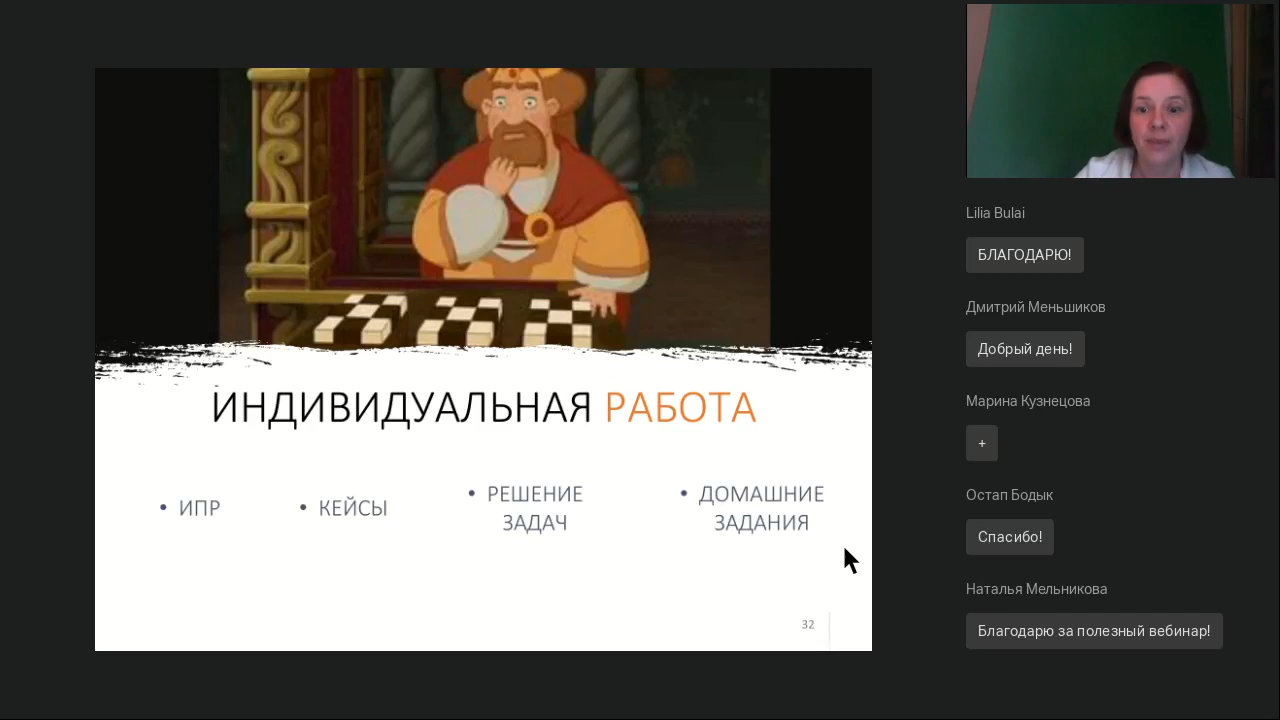 ИНДИВИДУАЛЬНАЯ РАБОТА
• ИПР
• КЕЙСЫ
• РЕШЕНИЕ
ЗАДАЧ
• ДОМАШНИЕ
ЗАДАНИЯ
32
Lilia Bulai
БЛАГОДАРЮ!
Дмитрий Меньшиков
Добрый день!
Марина Кузнецова
+
Остап Бодык
Спасибо!
Наталья Мельникова
Благодарю за полезный вебинар!